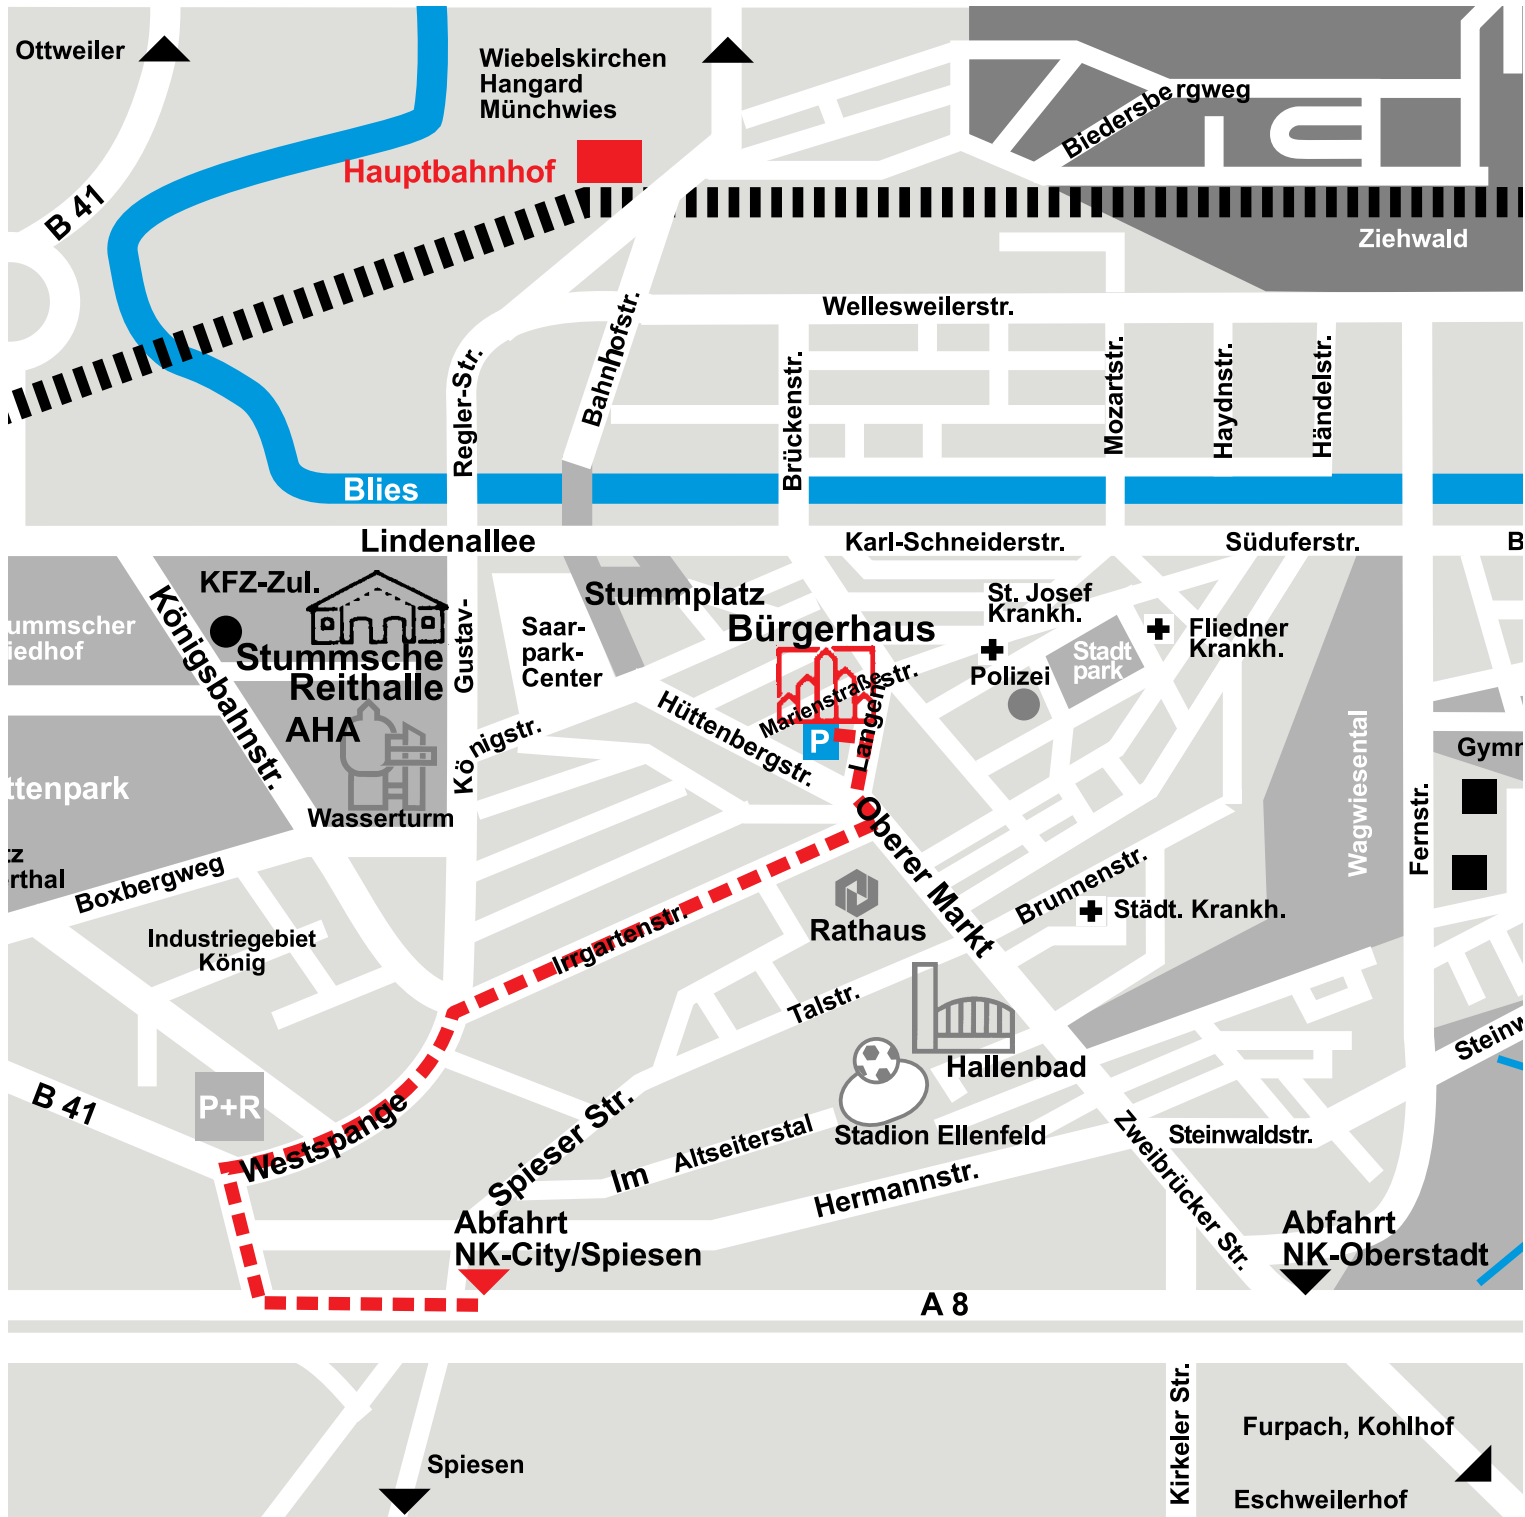 Ottweiler
Wiebelskirchen
Hangard
Münchwies
Hauptbahnhof
B 41
Biedersbergweg
Ziehwald
Wellesweilerstr.
Bahnhofstr.
Regler-Str.
Brückenstr.
Mozartstr.
Haydnstr.
Händelstr.
Blies
Lindenallee
Karl-Schneiderstr.
Süduferstr.
B
KFZ-Zul.
Königsbahnstr.
ummscher
iedhof
Stummsche
Reithalle
AHA
Wasserturm
Gustav-
Saar-
park-
Center
Stummplatz
Bürgerhaus
St. Josef
Krankh.
Polizei
Stadt
park
Fliedner
Krankh.
Marienstraße
Langenstr.
P
Hüttenbergstr.
Königstr.
Wagwiesental
Gymn
ttenpark
tz
erthal
Boxbergweg
Industriegebiet
König
Oberer Markt
Rathaus
Brunnenstr.
Städt. Krankh.
Fernstr.
Irrgartenstr.
Talstr.
Hallenbad
Stadion Ellenfeld
Steinw
B 41
P+R
Westspange
Spieser Str.
Im
Altseiterstal
Hermannstr.
Zweibrücker Str.
Steinwaldstr.
Abfahrt
NK-City/Spiesen
Abfahrt
NK-Oberstadt
A 8
Kirkeler Str.
Spiesen
Furpach, Kohlhof
Eschweilerhof